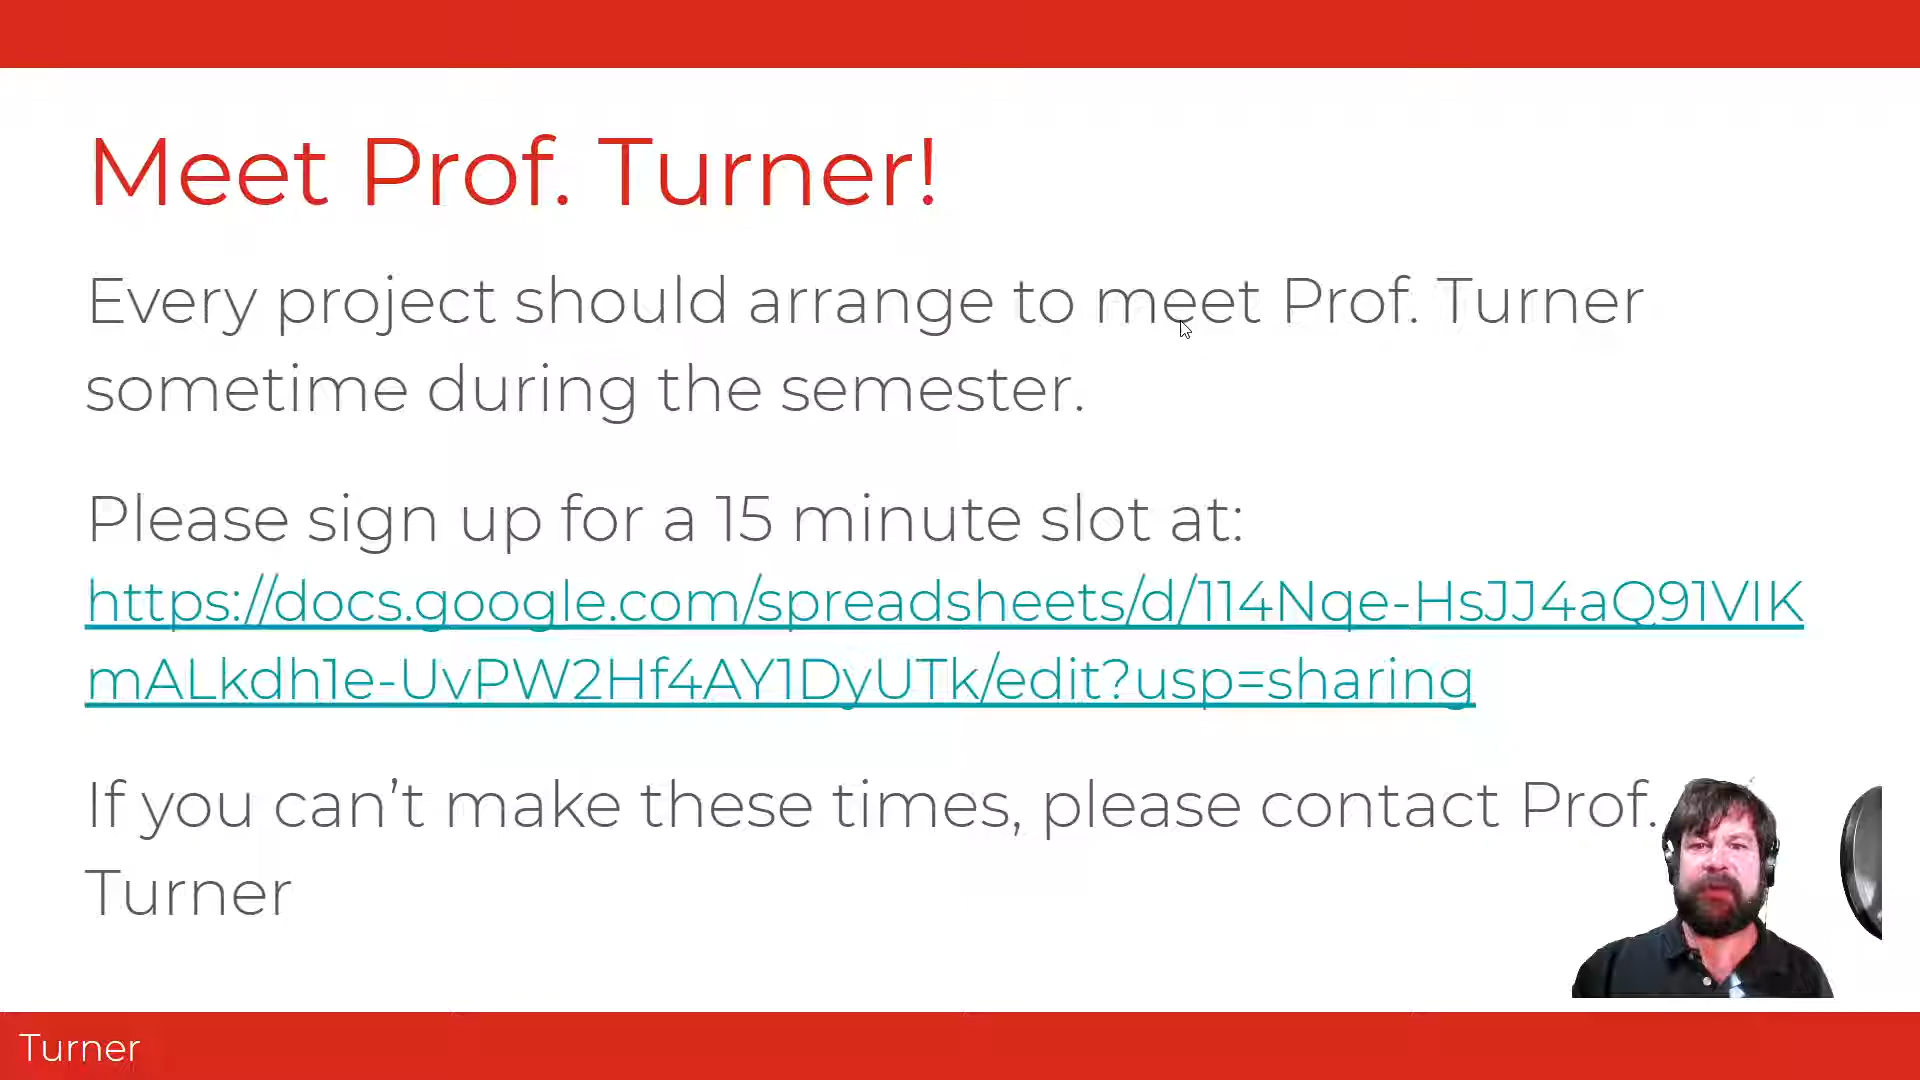 Meet Prof. Turner!
Every project should arrange to meet Prof. Turner
sometime during the semester.
Please sign up for a 15 minute slot at:
https://docs.google.com/spreadsheets/d/114Nqe-HsJJ4aQ91VIK
mALkdh1e-UvPW2Hf4AY1DyUTk/edit?usp=sharing
If you can’t make these times, please contact Prof.
Turner
Turner